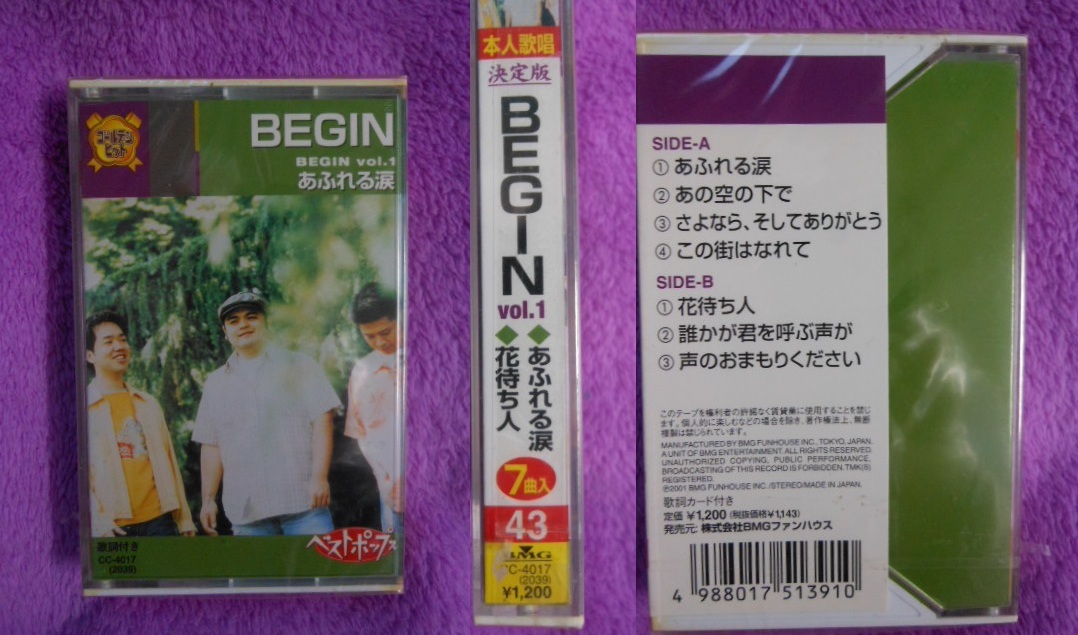 ゴールデン
ヒット
BEGIN
BEGIN vol.1
あふれる涙
歌詞付き
CC-4017
(2039)
ベストポップス
本人歌唱
決定版
BEGIN
vol.1
◆あふれる涙
◆花待ち人
7曲入
43
BMG
CC-4017
(2039)
¥1,200
SIDE-A
①あふれる涙
②あの空の下で
③さよなら、そしてありがとう
④この街はなれて
SIDE-B
①花待ち人
②誰かが君を呼ぶ声が
③声のおまもりください
このテープを権利者の許諾なく賃貸業に使用することを禁じ
ます。個人的に楽しむなどの場合を除き、著作権法上、無断
複製は禁じられています。
MANUFACTURED BY BMG FUNHOUSE INC., TOKYO, JAPAN.
A UNIT OF BMG ENTERTAINMENT. ALL RIGHTS RESERVED.
UNAUTHORIZED COPYING, PUBLIC PERFORMANCE,
BROADCASTING OF THIS RECORD IS FORBIDDEN. TMK(S)
REGISTERED.
℗2001 BMG FUNHOUSE INC./STEREO/MADE IN JAPAN.
歌詞カード付き
定価 ¥1,200 (税抜価格¥1,143)
発売元: 株式会社BMGファンハウス
4 988017 513910